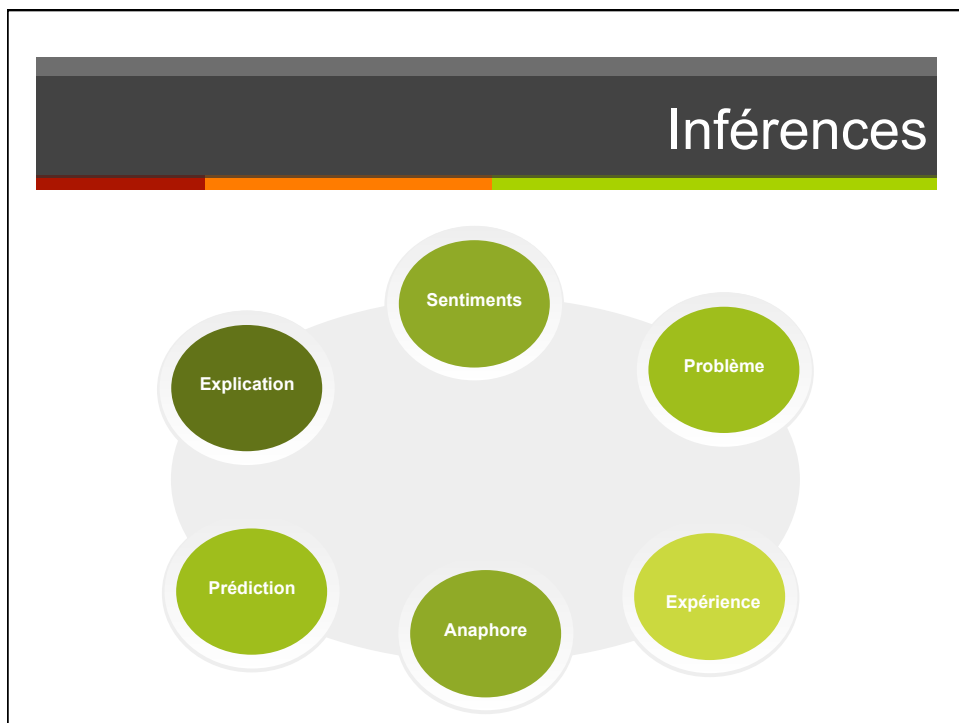 Inférences
Sentiments
Problème
Explication
Prédiction
Expérience
Anaphore